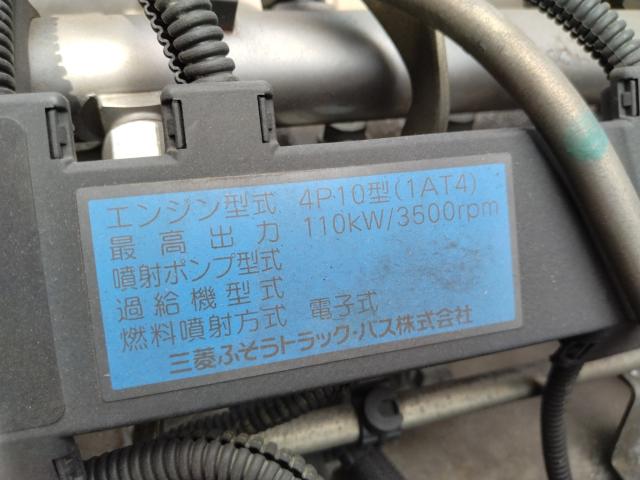 エンジン型式 4P10型(1AT4)
最高出力 110kW/3500rpm
噴射ポンプ型式
過給機型式
燃料噴射方式 電子式
三菱ふそうトラック・バス株式会社